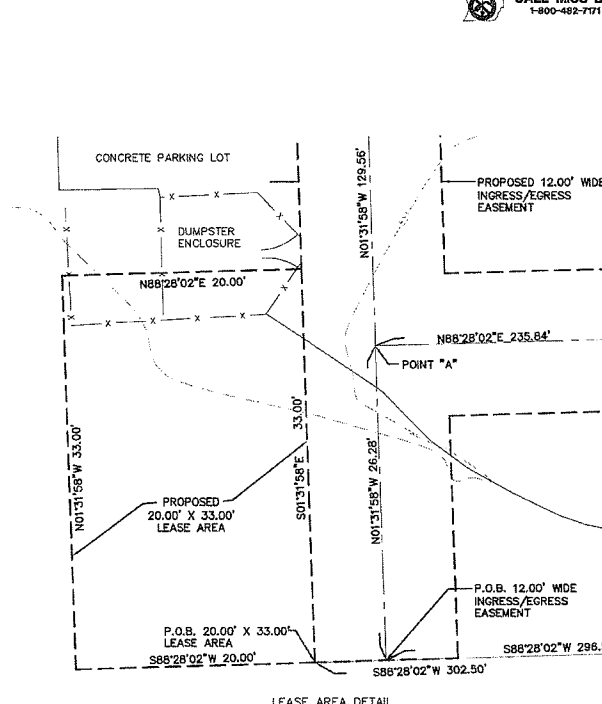 1-800-482-7171
CONCRETE PARKING LOT
N01°31'58"W 129.56'
PROPOSED 12.00' WIDE
INGRESS/EGRESS
EASEMENT
DUMPSTER
ENCLOSURE
N88°28'02"E 20.00'
N88°28'02"E 235.84'
POINT "A"
N01°31'58"W 33.00'
S01°31'58"E 33.00'
N01°31'58"W 26.28'
PROPOSED
20.00' X 33.00'
LEASE AREA
P.O.B. 12.00' WIDE
INGRESS/EGRESS
EASEMENT
P.O.B. 20.00' X 33.00'
LEASE AREA
S88°28'02"W 20.00'
S88°28'02"W 302.50'
S88°28'02"W 296.
LEASE AREA DETAIL